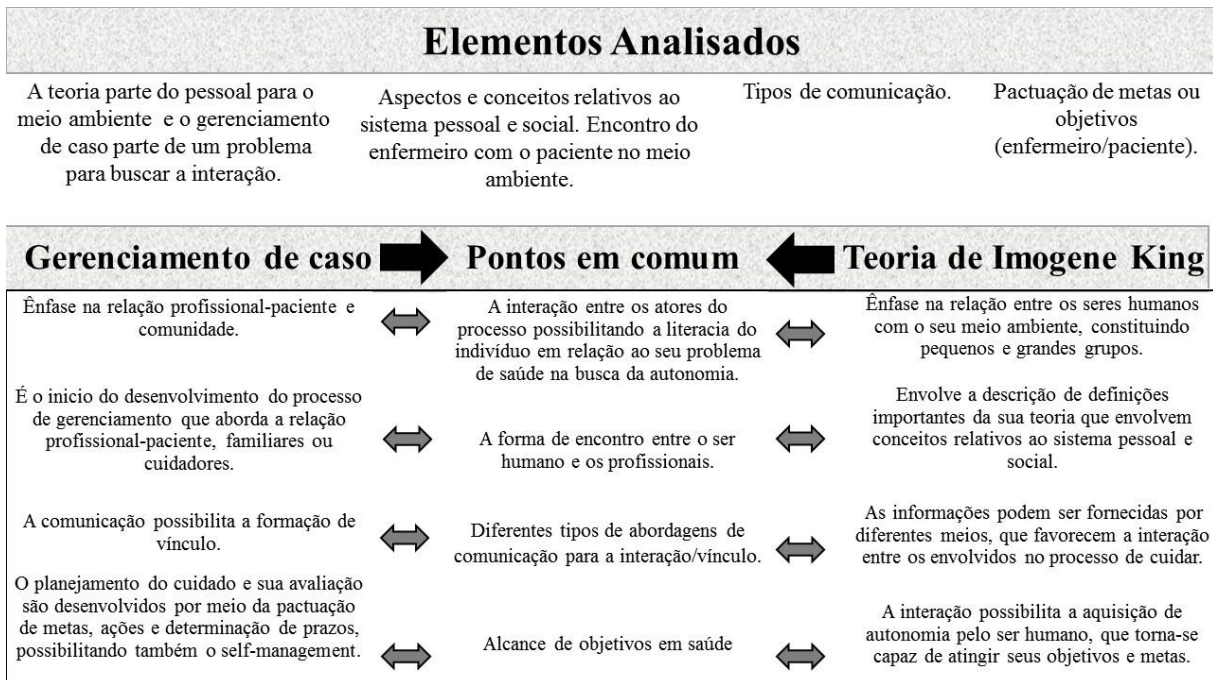 Elementos Analisados
A teoria parte do pessoal para o
meio ambiente e o gerenciamento
de caso parte de um problema
para buscar a interação.
Aspectos e conceitos relativos ao
sistema pessoal e social. Encontro do
enfermeiro com o paciente no meio
ambiente.
Tipos de comunicação.
Pactuação de metas ou
objetivos
(enfermeiro/paciente).
Gerenciamento de caso
Pontos em comum
Teoria de Imogene King
Ênfase na relação profissional-paciente e
comunidade.
A interação entre os atores do
processo possibilitando a literacia do
indivíduo em relação ao seu problema
de saúde na busca da autonomia.
Ênfase na relação entre os seres humanos
com o seu meio ambiente, constituindo
pequenos e grandes grupos.
É o inicio do desenvolvimento do processo
de gerenciamento que aborda a relação
profissional-paciente, familiares ou
cuidadores.
A forma de encontro entre o ser
humano e os profissionais.
Envolve a descrição de definições
importantes da sua teoria que envolvem
conceitos relativos ao sistema pessoal e
social.
A comunicação possibilita a formação de
vínculo.
Diferentes tipos de abordagens de
comunicação para a interação/vínculo.
As informações podem ser fornecidas por
diferentes meios, que favorecem a interação
entre os envolvidos no processo de cuidar.
O planejamento do cuidado e sua avaliação
são desenvolvidos por meio da pactuação
de metas, ações e determinação de prazos,
possibilitando também o self-management.
Alcance de objetivos em saúde
A interação possibilita a aquisição de
autonomia pelo ser humano, que torna-se
capaz de atingir seus objetivos e metas.